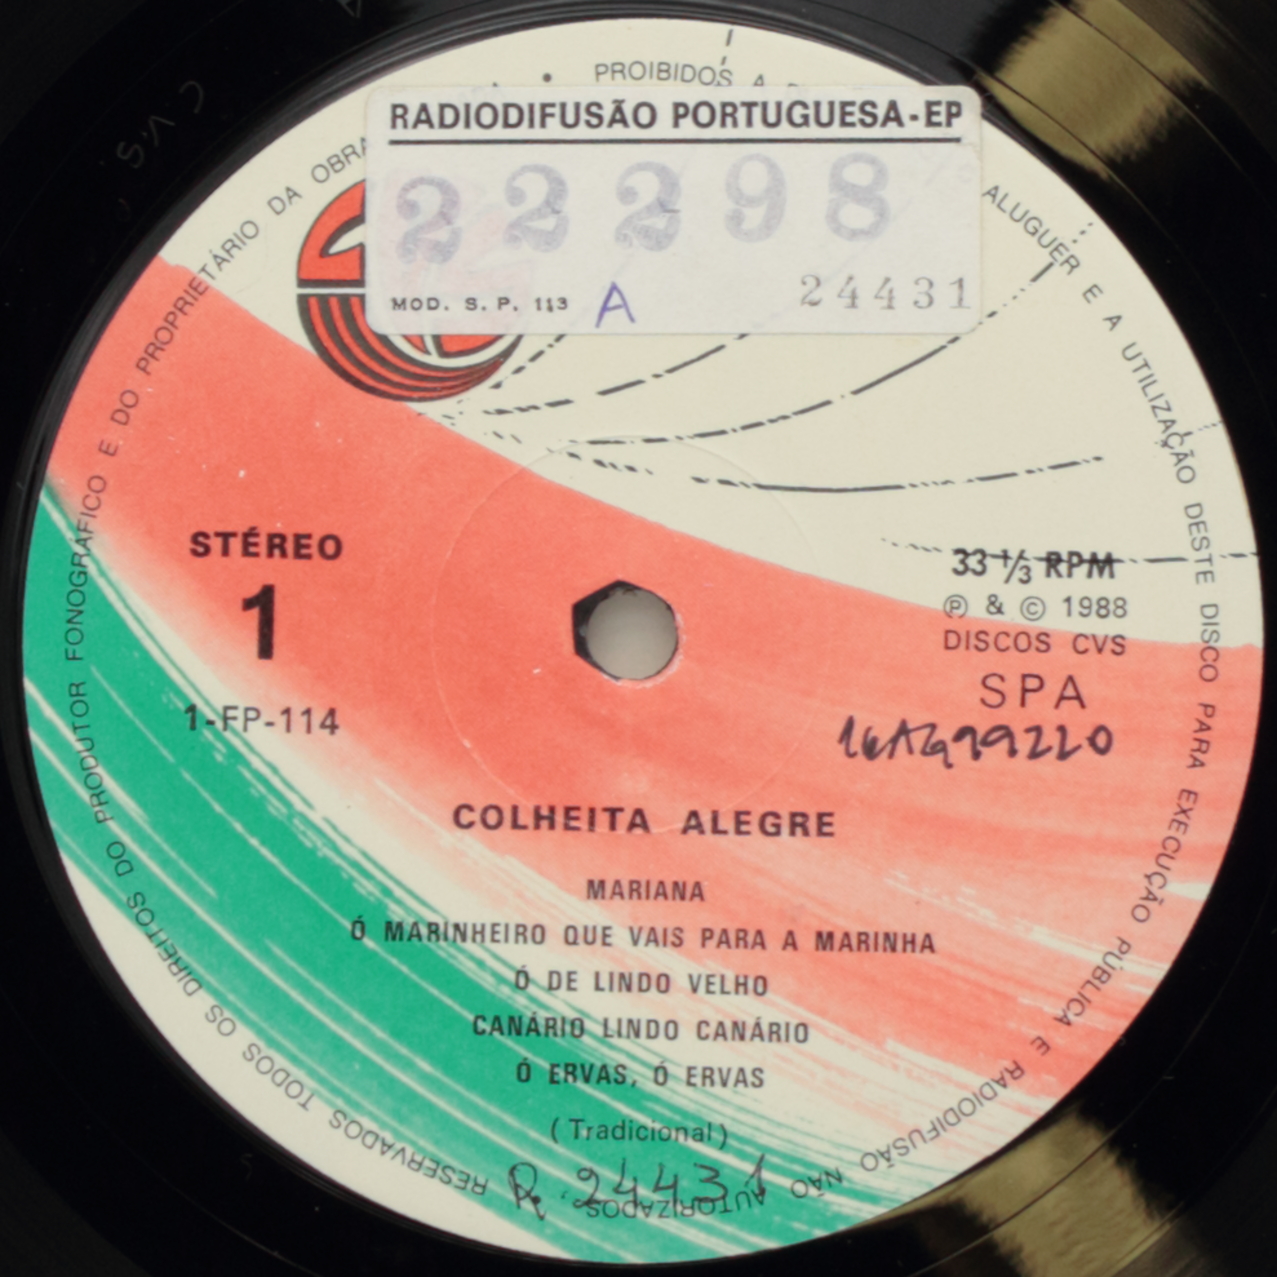 PROIBIDOS A
RADIODIFUSÃO PORTUGUESA-EP
22298
MOD. S. P. 113 A 24431
ALUGUER E A UTILIZAÇÃO DESTE DISCO PARA EXECUÇÃO PÚBLICA E RADIODIFUSÃO NÃO AUTORIZADOS
RESERVADOS TODOS OS DIREITOS DO PRODUTOR FONOGRÁFICO E DO PROPRIETÁRIO DA OBRA
STÉREO
1
1-FP-114
33 1/3 RPM
℗ & © 1988
DISCOS CVS
SPA
16AG99220
COLHEITA ALEGRE
MARIANA
Ó MARINHEIRO QUE VAIS PARA A MARINHA
Ó DE LINDO VELHO
CANÁRIO LINDO CANÁRIO
Ó ERVAS, Ó ERVAS
(Tradicional)
R. 24431